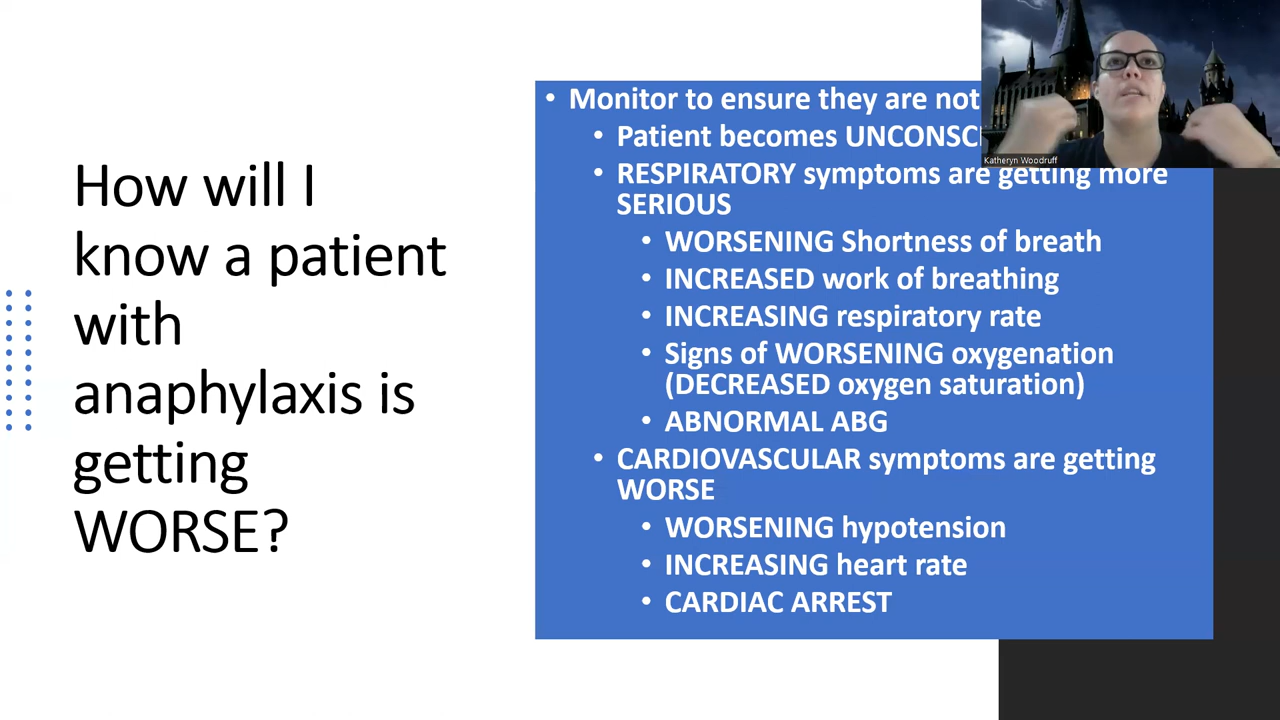 How will I
know a patient
with
anaphylaxis is
getting
WORSE?
• Monitor to ensure they are not
• Patient becomes
• RESPIRATORY symptoms are getting more
SERIOUS
• WORSENING Shortness of breath
• INCREASED work of breathing
• INCREASING respiratory rate
• Signs of WORSENING oxygenation
(DECREASED oxygen saturation)
• ABNORMAL ABG
• CARDIOVASCULAR symptoms are getting
WORSE
• WORSENING hypotension
• INCREASING heart rate
• CARDIAC ARREST
Katheryn Woodruff